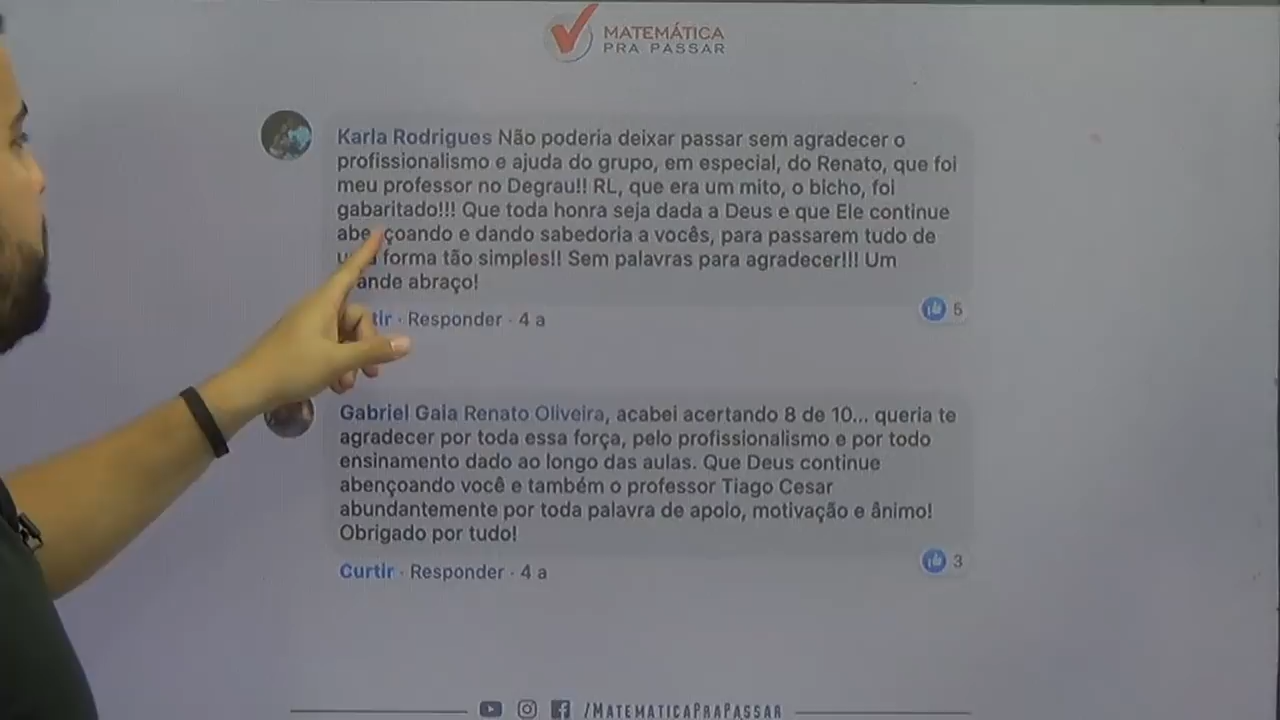 MATEMÁTICA
PRA PASSAR
Karla Rodrigues Não poderia deixar passar sem agradecer o
profissionalismo e ajuda do grupo, em especial, do Renato, que foi
meu professor no Degrau!! RL, que era um mito, o bicho, foi
gabaritado!!! Que toda honra seja dada a Deus e que Ele continue
abe çoando e dando sabedoria a vocês, para passarem tudo de
forma tão simples!! Sem palavras para agradecer!!! Um
ande abraço!
tir · Responder · 4 a
5
Gabriel Gaia Renato Oliveira, acabei acertando 8 de 10... queria te
agradecer por toda essa força, pelo profissionalismo e por todo
ensinamento dado ao longo das aulas. Que Deus continue
abençoando você e também o professor Tiago Cesar
abundantemente por toda palavra de apoio, motivação e ânimo!
Obrigado por tudo!
3
Curtir · Responder · 4 a
/MATEMATICAPRAPASSAR